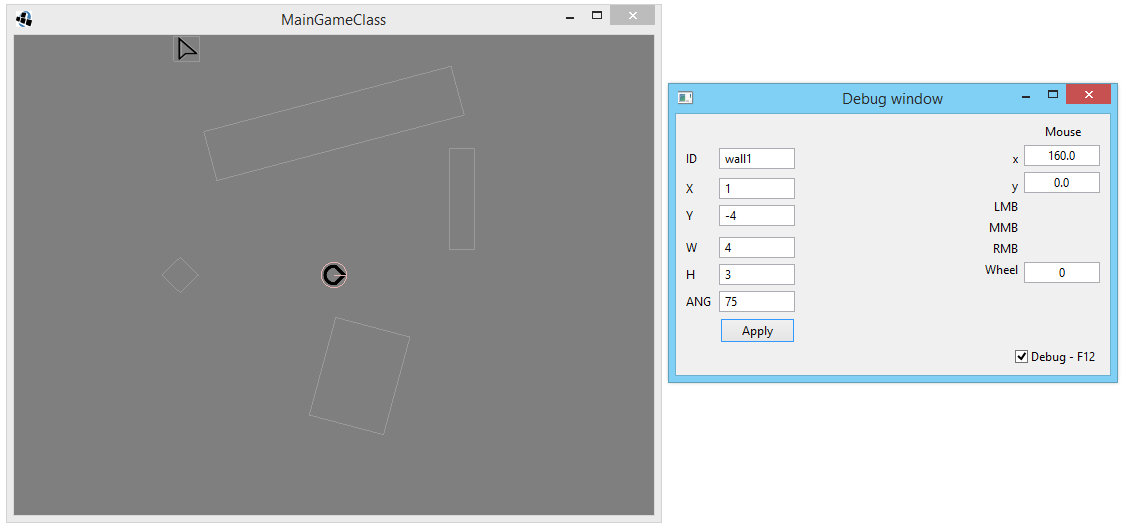 MainGameClass
Debug window
Mouse
ID wall1
x 160.0
X 1
y 0.0
Y -4
LMB
MMB
W 4
RMB
H 3
Wheel 0
ANG 75
Apply
Debug - F12